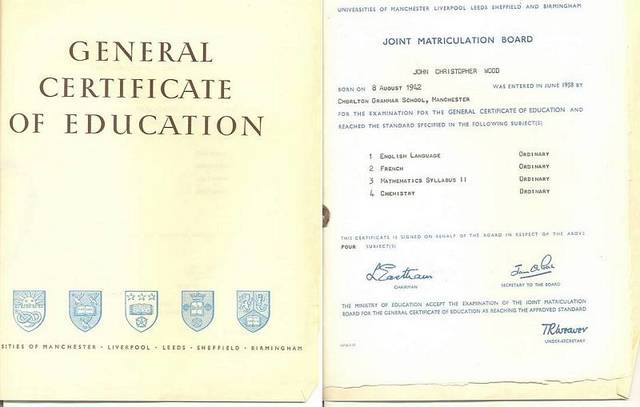 GENERAL
CERTIFICATE
OF EDUCATION
SITIES OF MANCHESTER • LIVERPOOL • LEEDS • SHEFFIELD • BIRMINGHAM
UNIVERSITIES OF MANCHESTER LIVERPOOL LEEDS SHEFFIELD AND BIRMINGHAM
JOINT MATRICULATION BOARD
JOHN CHRISTOPHER WOOD
BORN ON 8 AUGUST 1942 WAS ENTERED IN JUNE 1958 BY
CHORLTON GRAMMAR SCHOOL, MANCHESTER
FOR THE EXAMINATION FOR THE GENERAL CERTIFICATE OF EDUCATION AND
REACHED THE STANDARD SPECIFIED IN THE FOLLOWING SUBJECT(S)
1 ENGLISH LANGUAGE ORDINARY
2 FRENCH ORDINARY
3 MATHEMATICS SYLLABUS II ORDINARY
4 CHEMISTRY ORDINARY
THIS CERTIFICATE IS SIGNED ON BEHALF OF THE BOARD IN RESPECT OF THE ABOVE
FOUR SUBJECT(S)
CHAIRMAN SECRETARY TO THE BOARD
THE MINISTRY OF EDUCATION ACCEPT THE EXAMINATION OF THE JOINT MATRICULATION
BOARD FOR THE GENERAL CERTIFICATE OF EDUCATION AS REACHING THE APPROVED STANDARD
TRWeaver
UNDER-SECRETARY